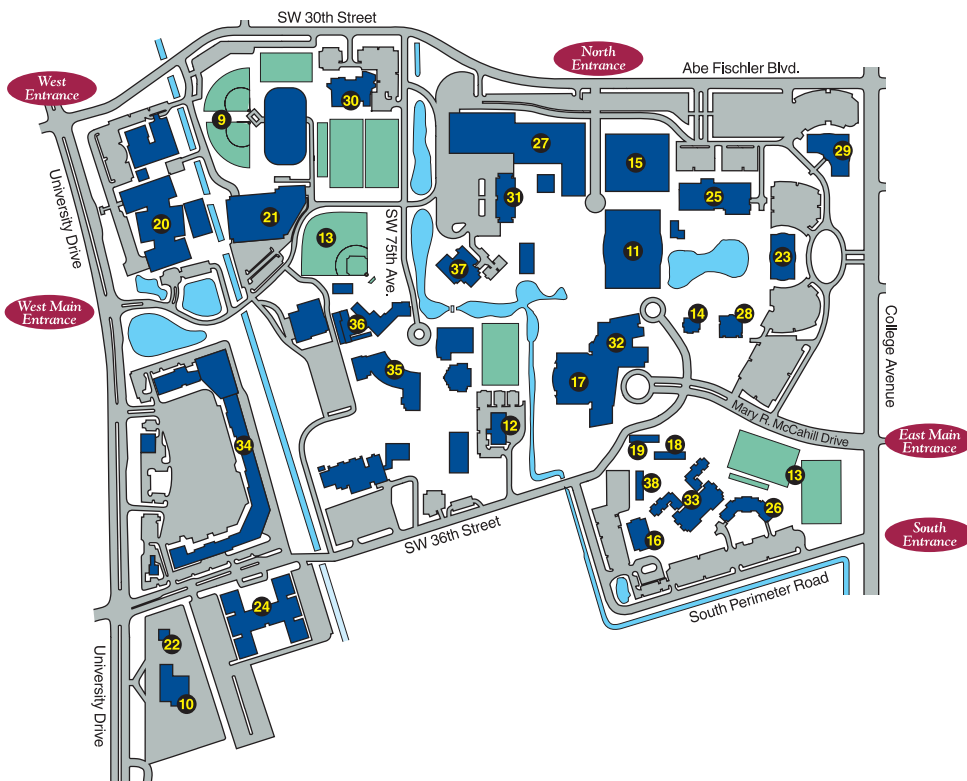 SW 30th Street
North
Entrance
Abe Fischler Blvd.
West
Entrance
30
9
27
29
15
31
25
University Drive
20
21
13
SW 75th Ave.
11
23
37
West Main
Entrance
36
14
28
32
College Avenue
35
17
Mary R. McCahill Drive
12
19
18
East Main
Entrance
34
38
13
33
26
SW 36th Street
16
South
Entrance
South Perimeter Road
24
22
University Drive
10